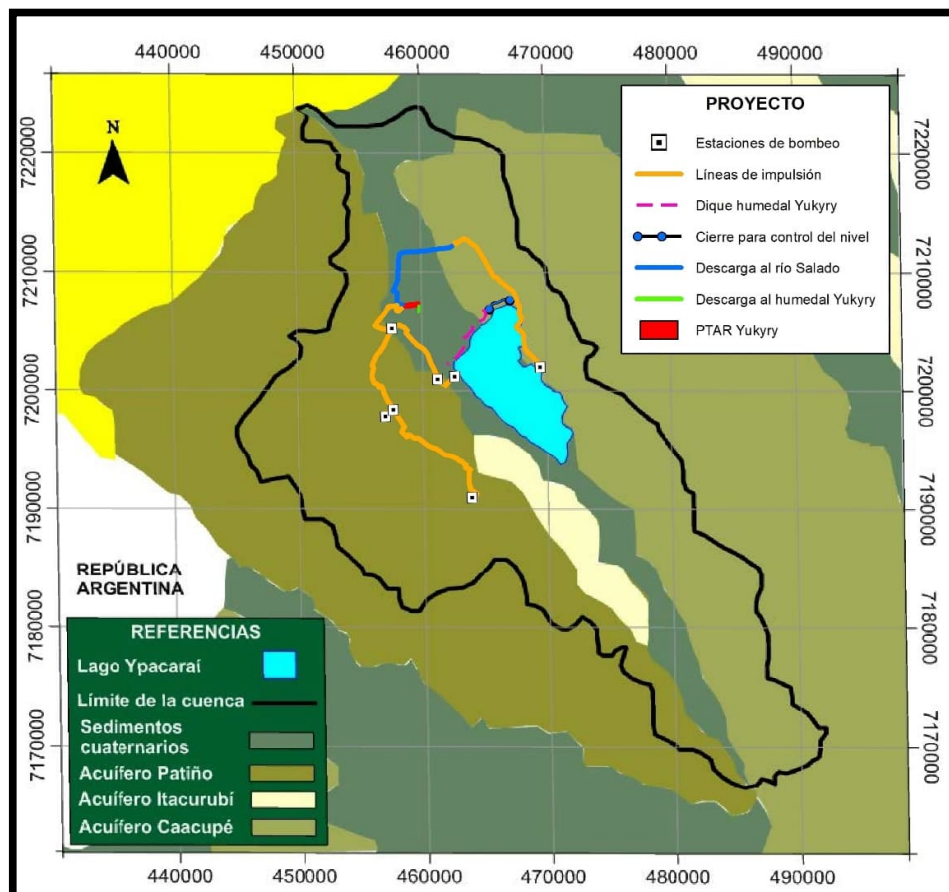 440000 450000 460000 470000 480000 490000
PROYECTO
Estaciones de bombeo
Líneas de impulsión
Dique humedal Yukyry
Cierre para control del nivel
Descarga al río Salado
Descarga al humedal Yukyry
PTAR Yukyry
N
7220000
7210000
7200000
7190000
7180000
7170000
7220000
7210000
7200000
7190000
7180000
7170000
REPÚBLICA
ARGENTINA
REFERENCIAS
Lago Ypacaraí
Límite de la cuenca
Sedimentos
cuaternarios
Acuífero Patiño
Acuífero Itacurubí
Acuífero Caacupé
440000 450000 460000 470000 480000 490000